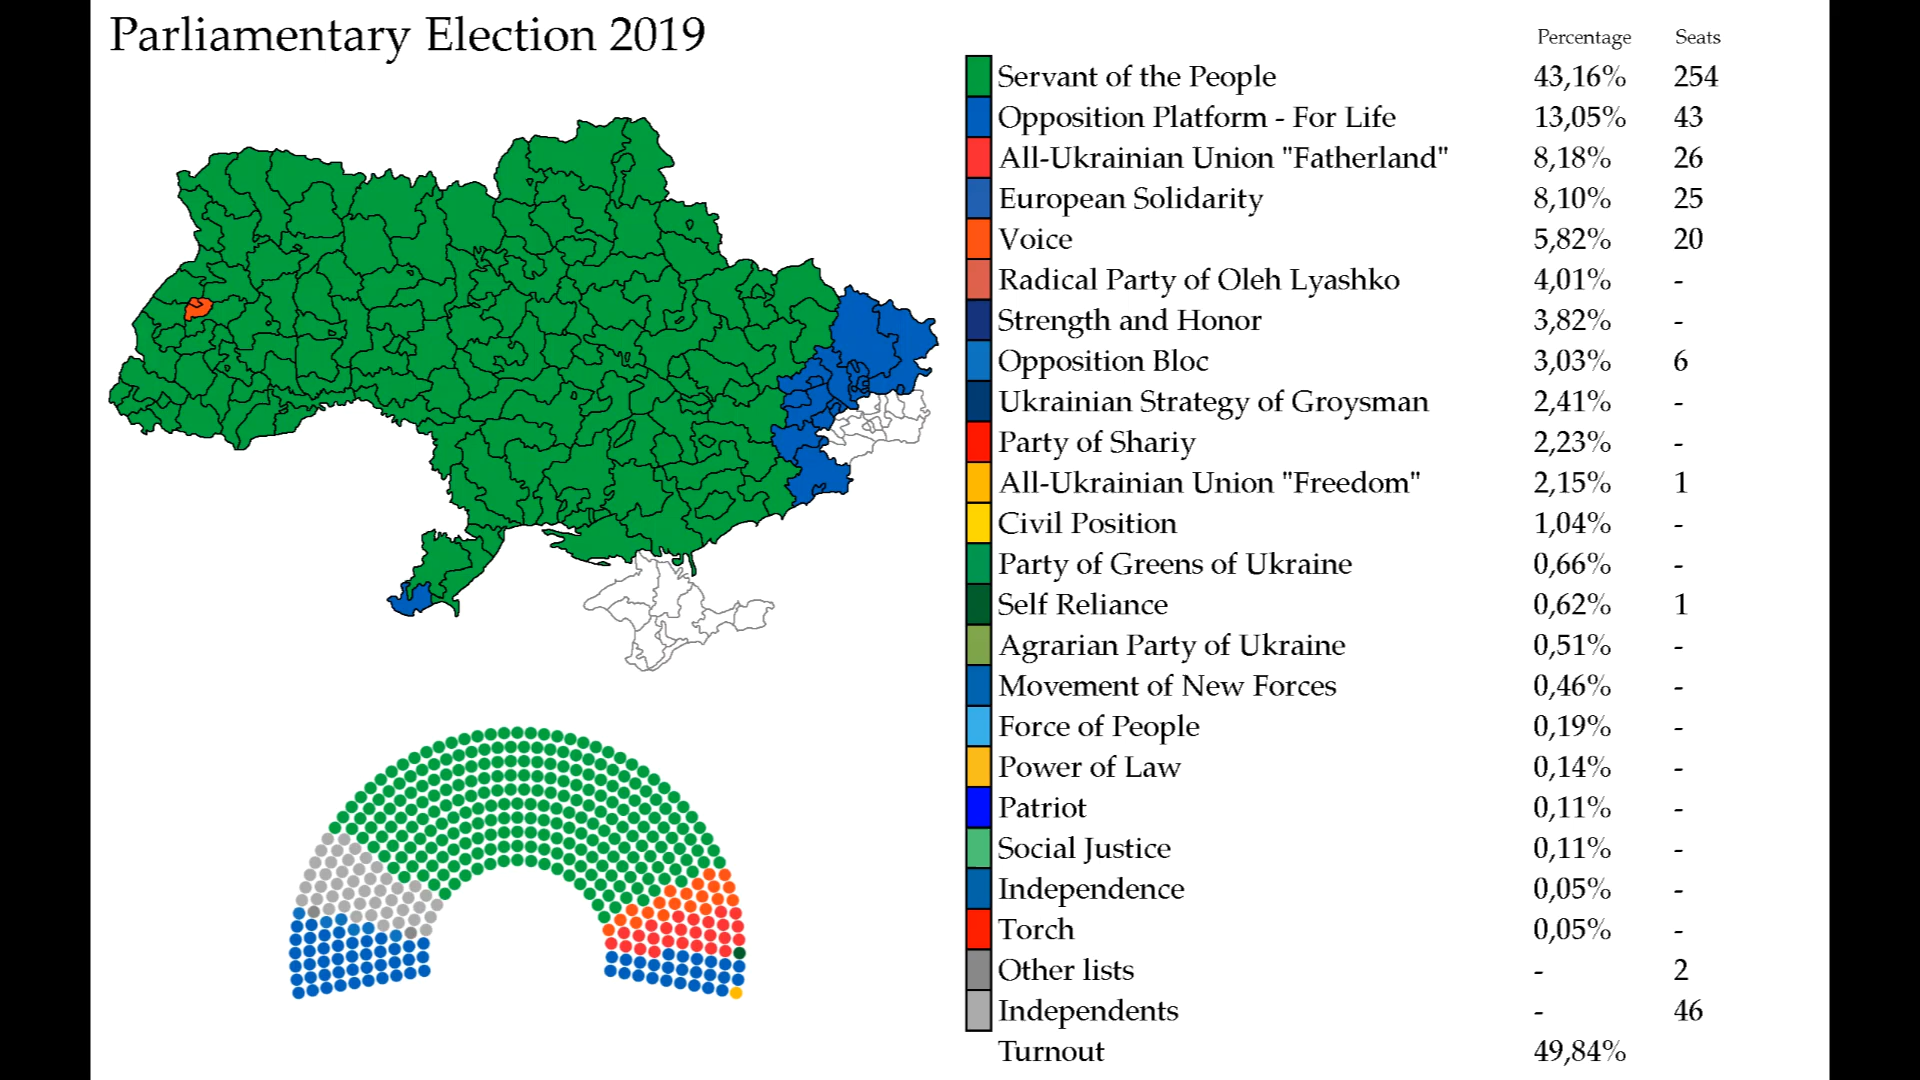 Parliamentary Election 2019
Percentage Seats
Servant of the People 43,16% 254
Opposition Platform - For Life 13,05% 43
All-Ukrainian Union "Fatherland" 8,18% 26
European Solidarity 8,10% 25
Voice 5,82% 20
Radical Party of Oleh Lyashko 4,01% -
Strength and Honor 3,82% -
Opposition Bloc 3,03% 6
Ukrainian Strategy of Groysman 2,41% -
Party of Shariy 2,23% -
All-Ukrainian Union "Freedom" 2,15% 1
Civil Position 1,04% -
Party of Greens of Ukraine 0,66% -
Self Reliance 0,62% 1
Agrarian Party of Ukraine 0,51% -
Movement of New Forces 0,46% -
Force of People 0,19% -
Power of Law 0,14% -
Patriot 0,11% -
Social Justice 0,11% -
Independence 0,05% -
Torch 0,05% -
Other lists - 2
Independents - 46
Turnout 49,84%